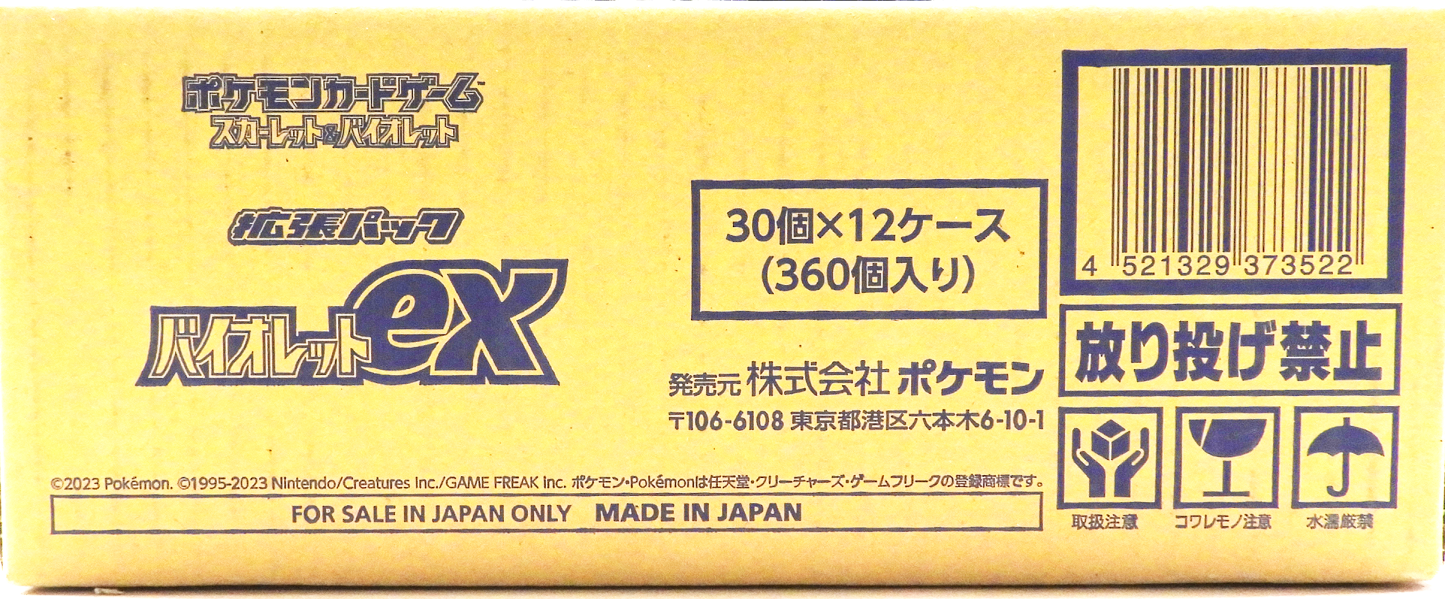 ポケモンカードゲーム
スカーレット&バイオレット
拡張パック
バイオレットex
30個×12ケース
(360個入り)
発売元 株式会社 ポケモン
〒106-6108 東京都港区六本木6-10-1
©2023 Pokémon. ©1995-2023 Nintendo/Creatures Inc./GAME FREAK inc. ポケモン・Pokémonは任天堂・クリーチャーズ・ゲームフリークの登録商標です。
FOR SALE IN JAPAN ONLY MADE IN JAPAN
4 521329 373522
放り投げ禁止
取扱注意 コワレモノ注意 水濡厳禁